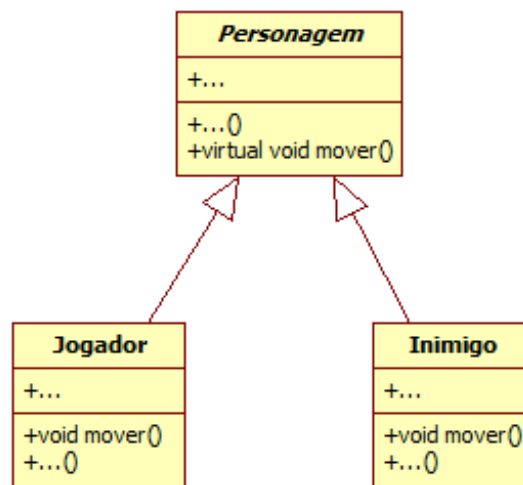 Personagem
+...
+...()
+virtual void mover()
Jogador
+...
+void mover()
+...()
Inimigo
+...
+void mover()
+...()